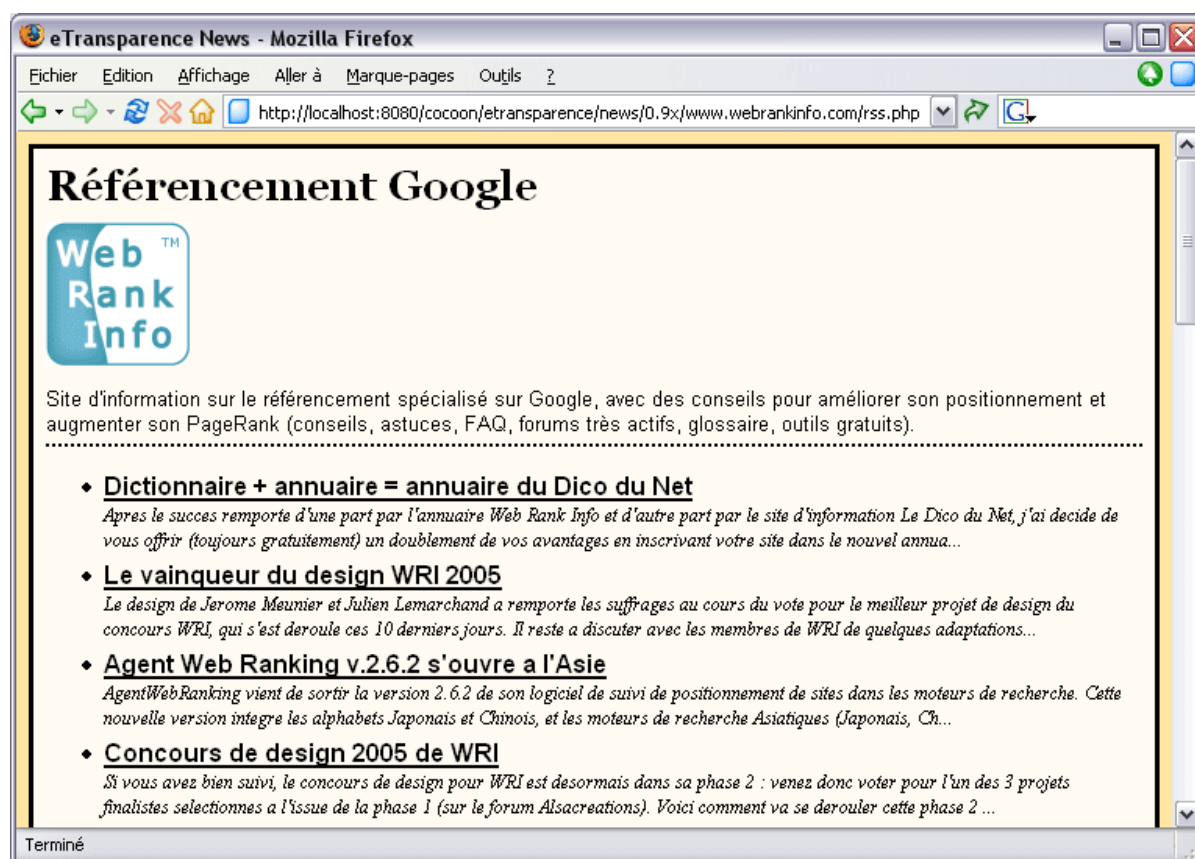 eTransparence News - Mozilla Firefox
Fichier Edition Affichage Aller à Marque-pages Outils ?
http://localhost:8080/cocoon/etransparence/news/0.9x/www.webrankinfo.com/rss.php G
Référencement Google
Web ™
Rank
Info
Site d'information sur le référencement spécialisé sur Google, avec des conseils pour améliorer son positionnement et
augmenter son PageRank (conseils, astuces, FAQ, forums très actifs, glossaire, outils gratuits).
Dictionnaire + annuaire = annuaire du Dico du Net
Apres le succes remporte d'une part par l'annuaire Web Rank Info et d'autre part par le site d'information Le Dico du Net, j'ai decide de
vous offrir (toujours gratuitement) un doublement de vos avantages en inscrivant votre site dans le nouvel annua...
Le vainqueur du design WRI 2005
Le design de Jerome Meunier et Julien Lemarchand a remporte les suffrages au cours du vote pour le meilleur projet de design du
concours WRI, qui s'est deroule ces 10 derniers jours. Il reste a discuter avec les membres de WRI de quelques adaptations...
Agent Web Ranking v.2.6.2 s'ouvre a l'Asie
AgentWebRanking vient de sortir la version 2.6.2 de son logiciel de suivi de positionnement de sites dans les moteurs de recherche. Cette
nouvelle version integre les alphabets Japonais et Chinois, et les moteurs de recherche Asiatiques (Japonais, Ch...
Concours de design 2005 de WRI
Si vous avez bien suivi, le concours de design pour WRI est desormais dans sa phase 2 : venez donc voter pour l'un des 3 projets
finalistes selectionnes a l'issue de la phase 1 (sur le forum Alsacreations). Voici comment va se derouler cette phase 2 ...
Terminé